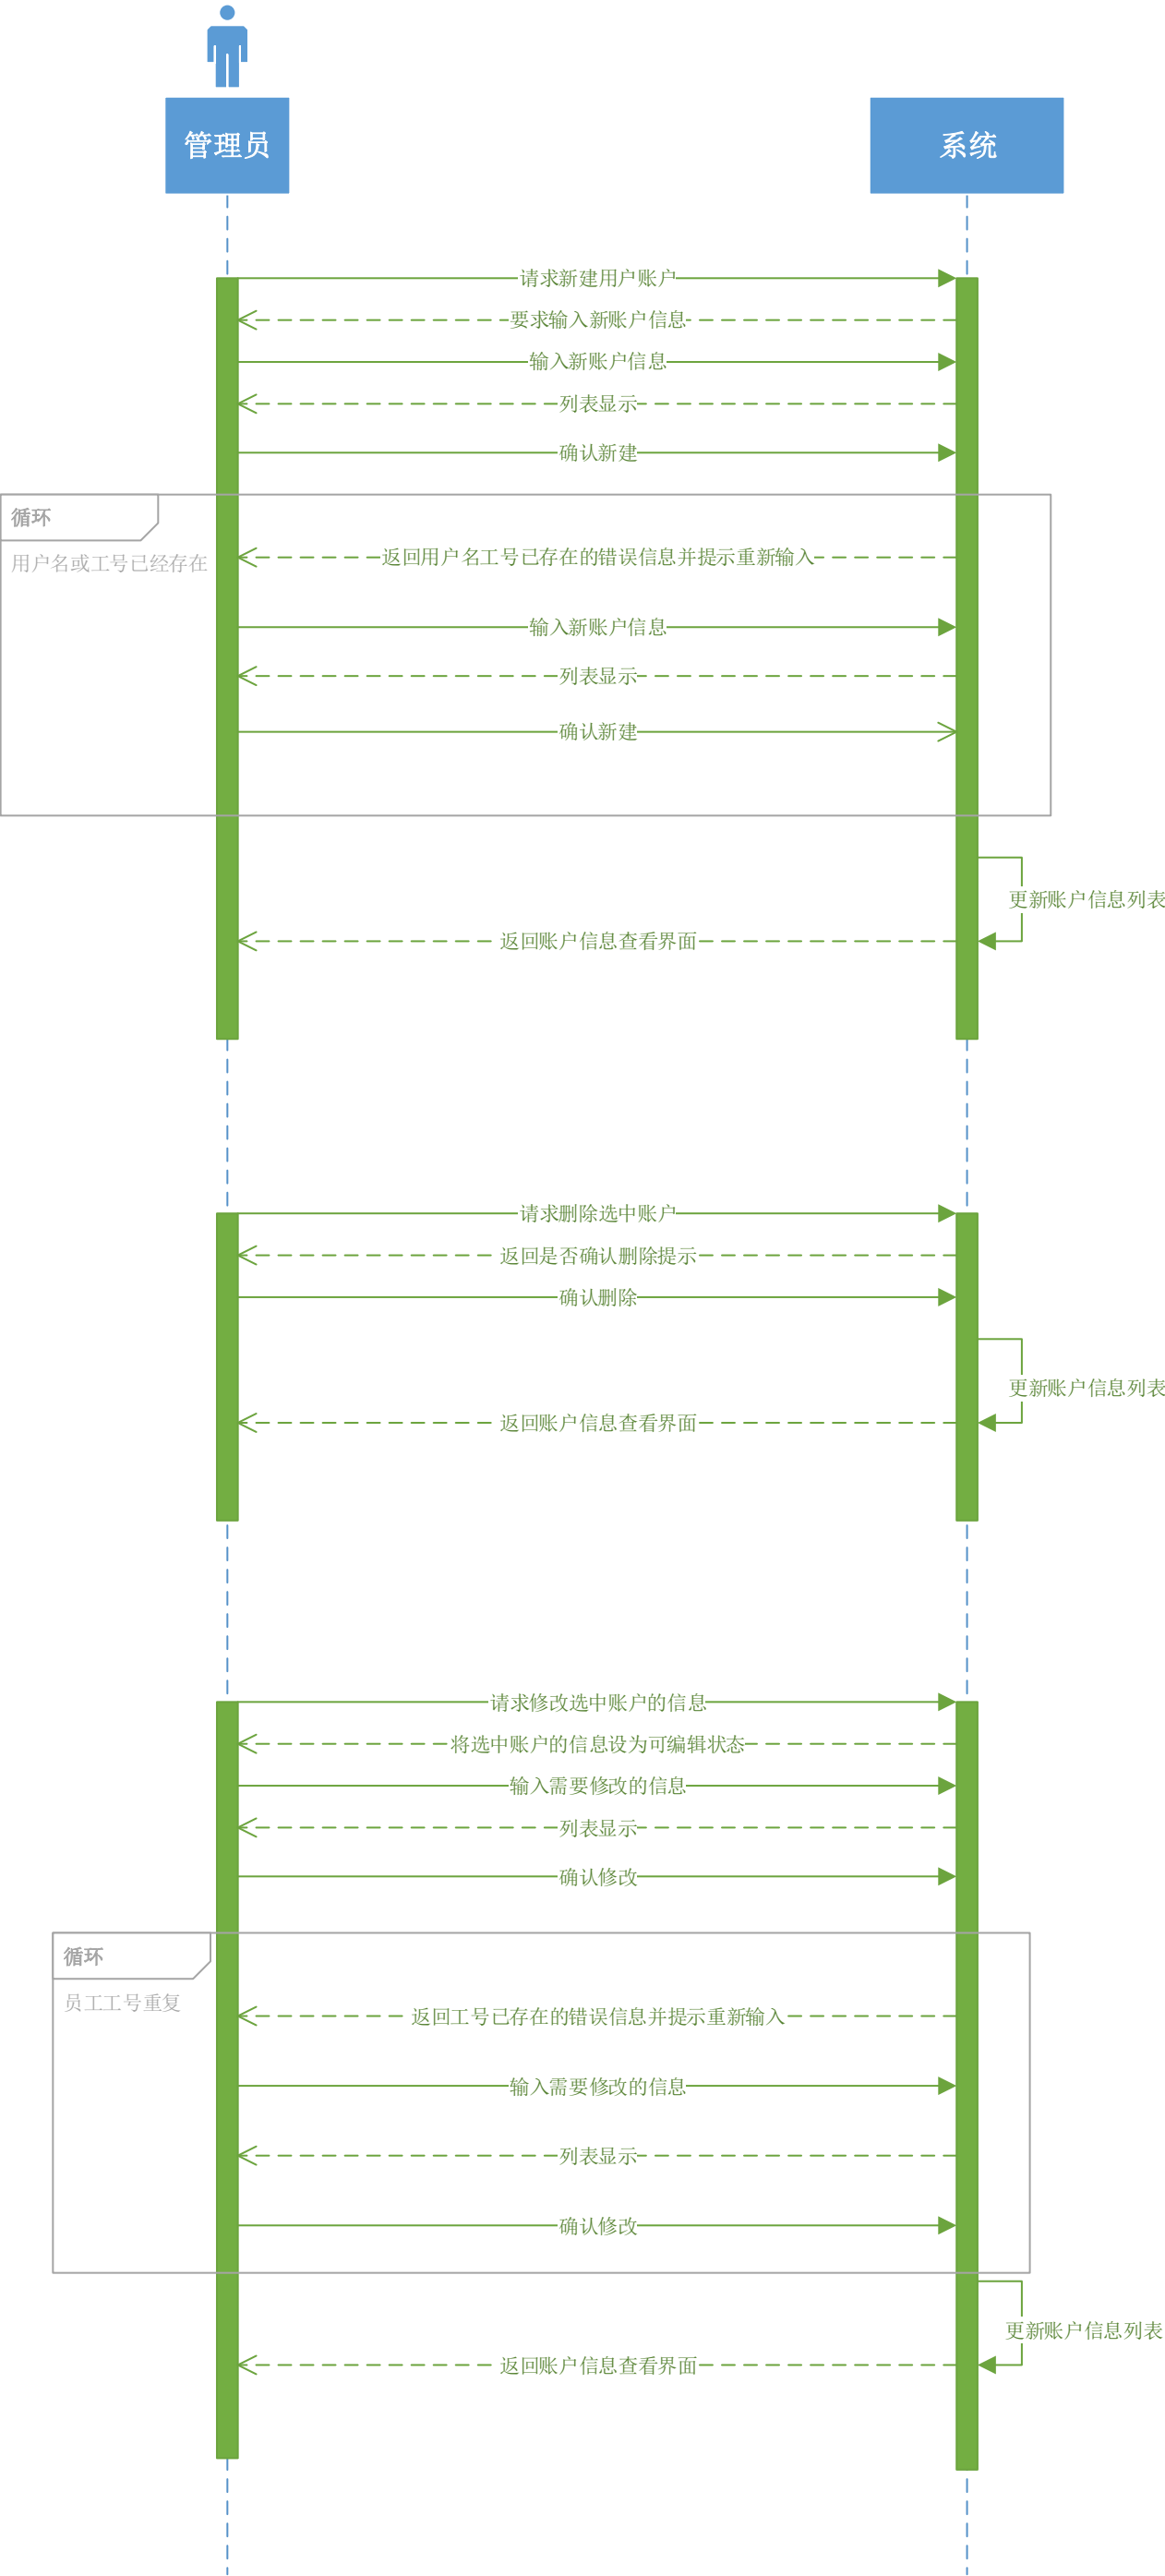 管理员
系统
请求新建用户账户
要求输入新账户信息
输入新账户信息
列表显示
确认新建
循环
用户名或工号已经存在
返回用户名工号已存在的错误信息并提示重新输入
输入新账户信息
列表显示
确认新建
更新账户信息列表
返回账户信息查看界面
请求删除选中账户
返回是否确认删除提示
确认删除
更新账户信息列表
返回账户信息查看界面
请求修改选中账户的信息
将选中账户的信息设为可编辑状态
输入需要修改的信息
列表显示
确认修改
循环
员工工号重复
返回工号已存在的错误信息并提示重新输入
输入需要修改的信息
列表显示
确认修改
更新账户信息列表
返回账户信息查看界面